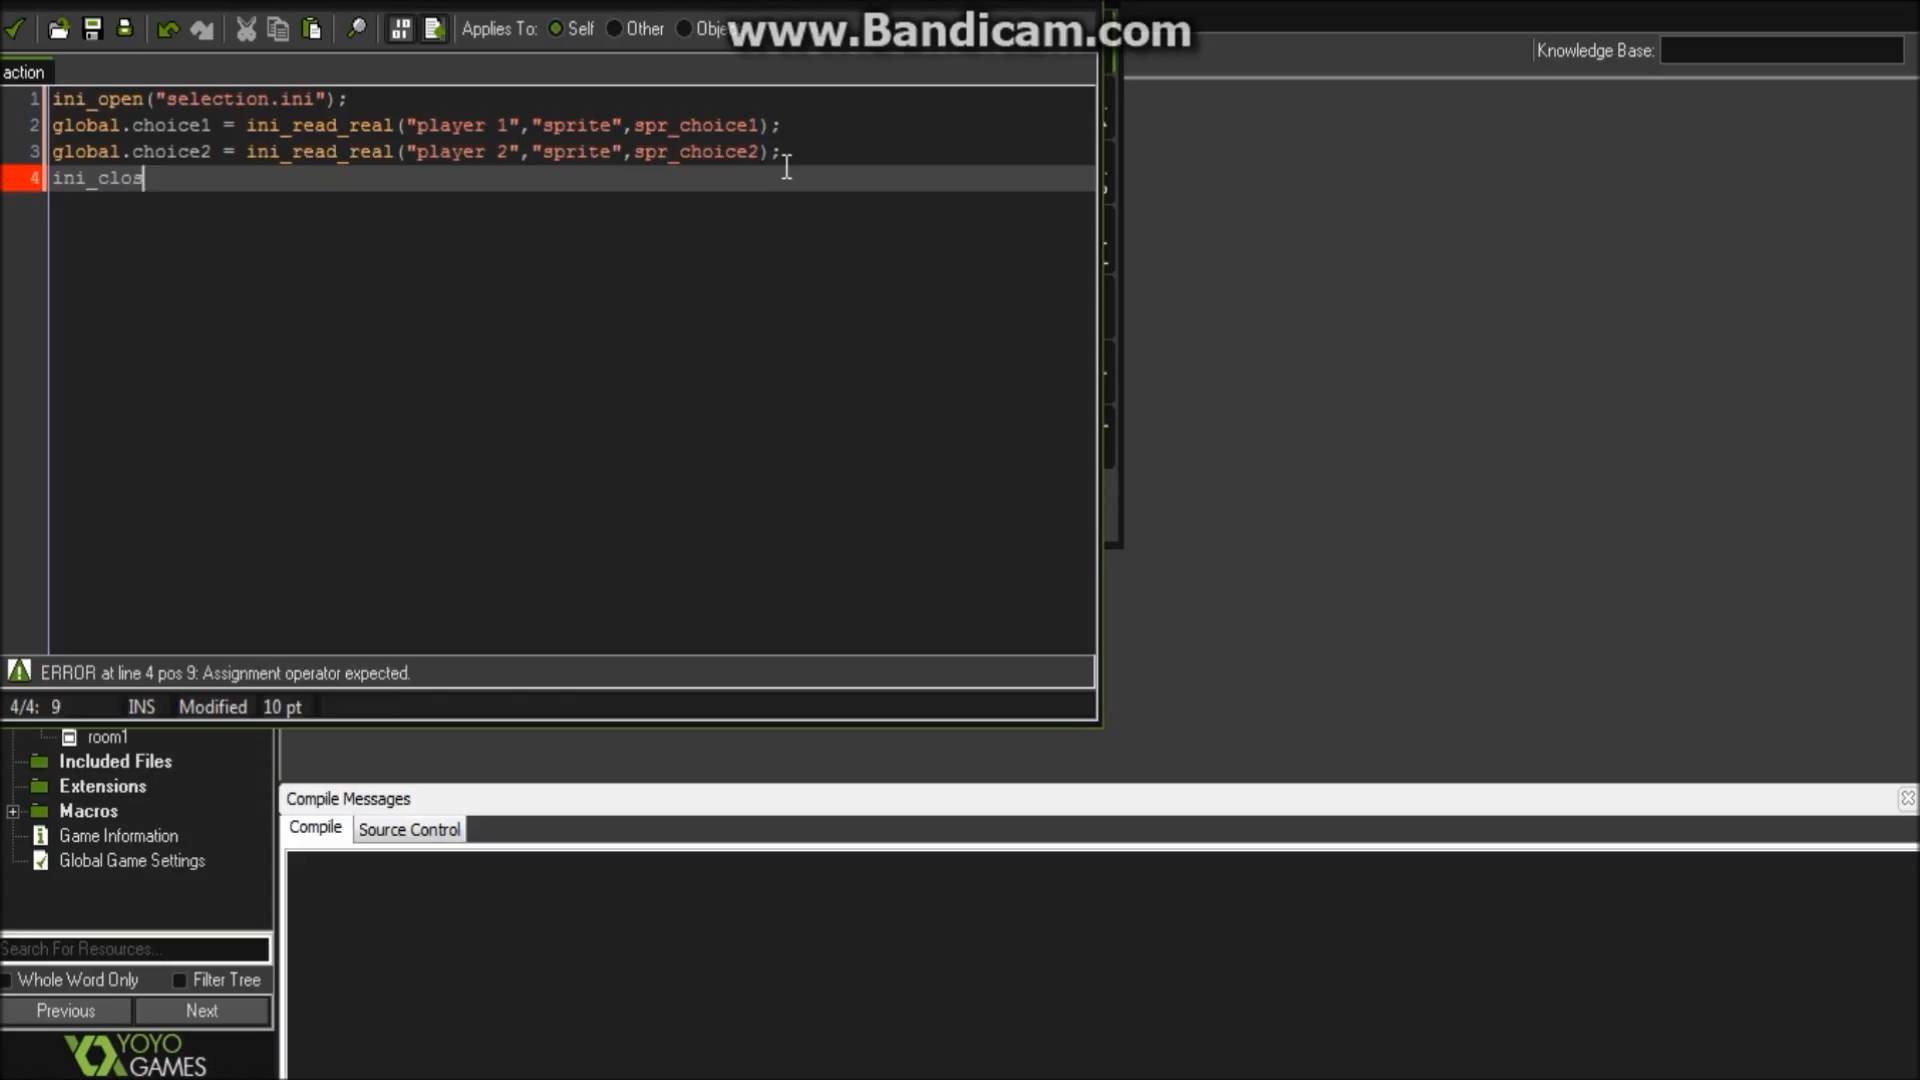 www.Bandicam.com
Applies To: Self Other Obje
Knowledge Base:
action
1 ini_open("selection.ini");
2 global.choice1 = ini_read_real("player 1","sprite",spr_choice1);
3 global.choice2 = ini_read_real("player 2","sprite",spr_choice2);
4 ini_clos
ERROR at line 4 pos 9: Assignment operator expected.
4/4: 9 INS Modified 10 pt
room1
Included Files
Extensions
Macros
Game Information
Global Game Settings
Search For Resources...
Whole Word Only Filter Tree
Previous Next
YOYO
GAMES
Compile Messages
Compile Source Control